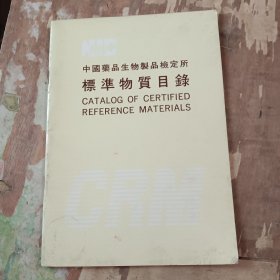 中國藥品生物製品檢定所
標準物質目錄
CATALOG OF CERTIFIED
REFERENCE MATERIALS
CRM